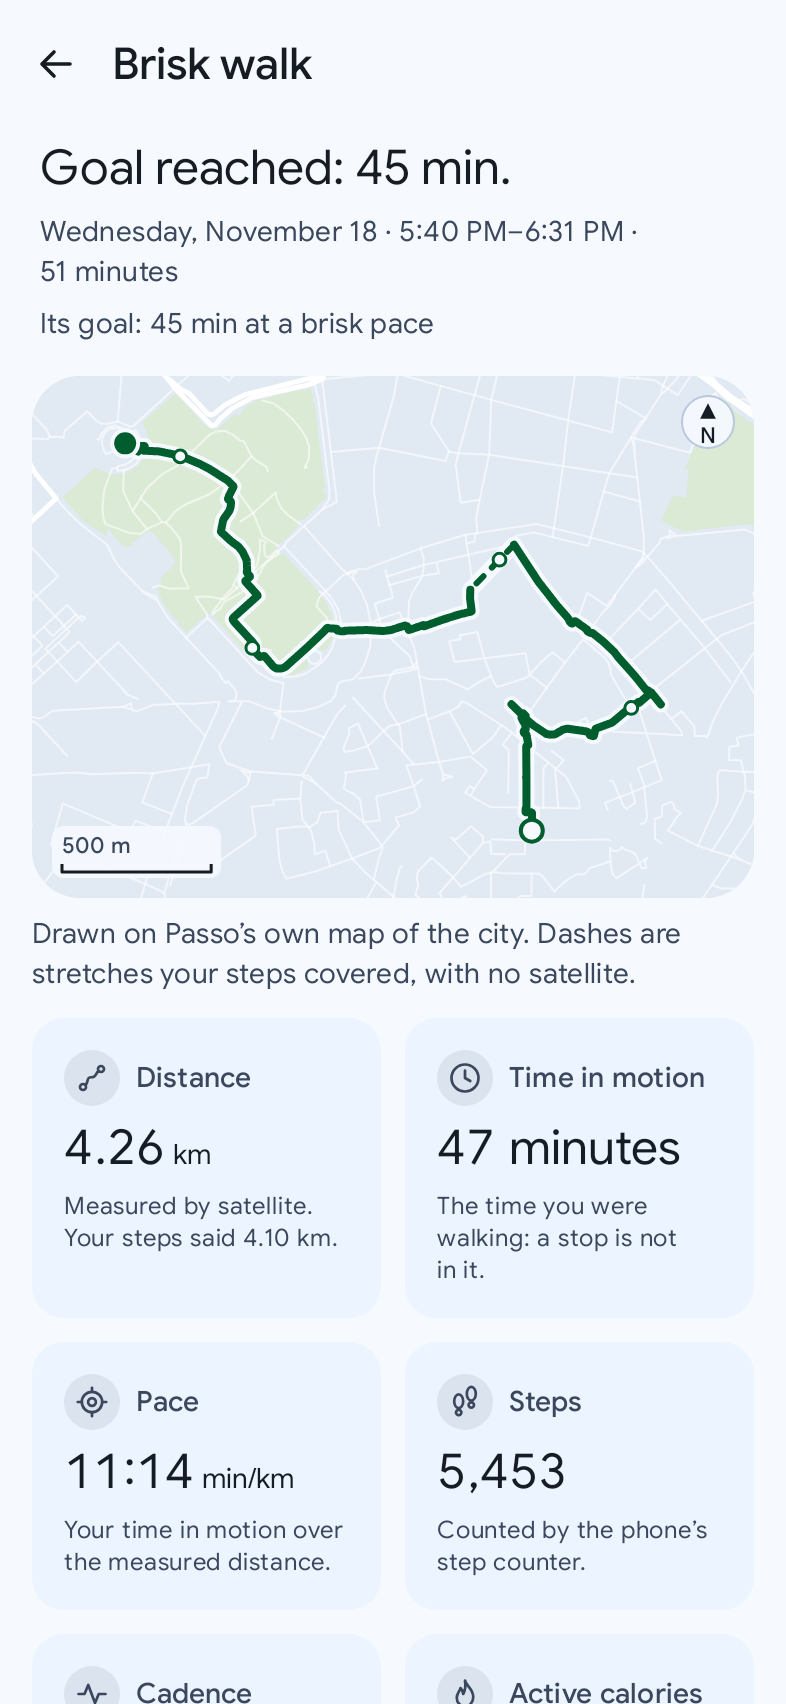 Brisk walk
Goal reached: 45 min.
Wednesday, November 18 · 5:40 PM–6:31 PM ·
51 minutes
Its goal: 45 min at a brisk pace
N
500 m
Drawn on Passo’s own map of the city. Dashes are
stretches your steps covered, with no satellite.
Distance
4.26 km
Measured by satellite.
Your steps said 4.10 km.
Time in motion
47 minutes
The time you were
walking: a stop is not
in it.
Pace
11:14 min/km
Your time in motion over
the measured distance.
Steps
5,453
Counted by the phone’s
step counter.
Cadence
Active calories